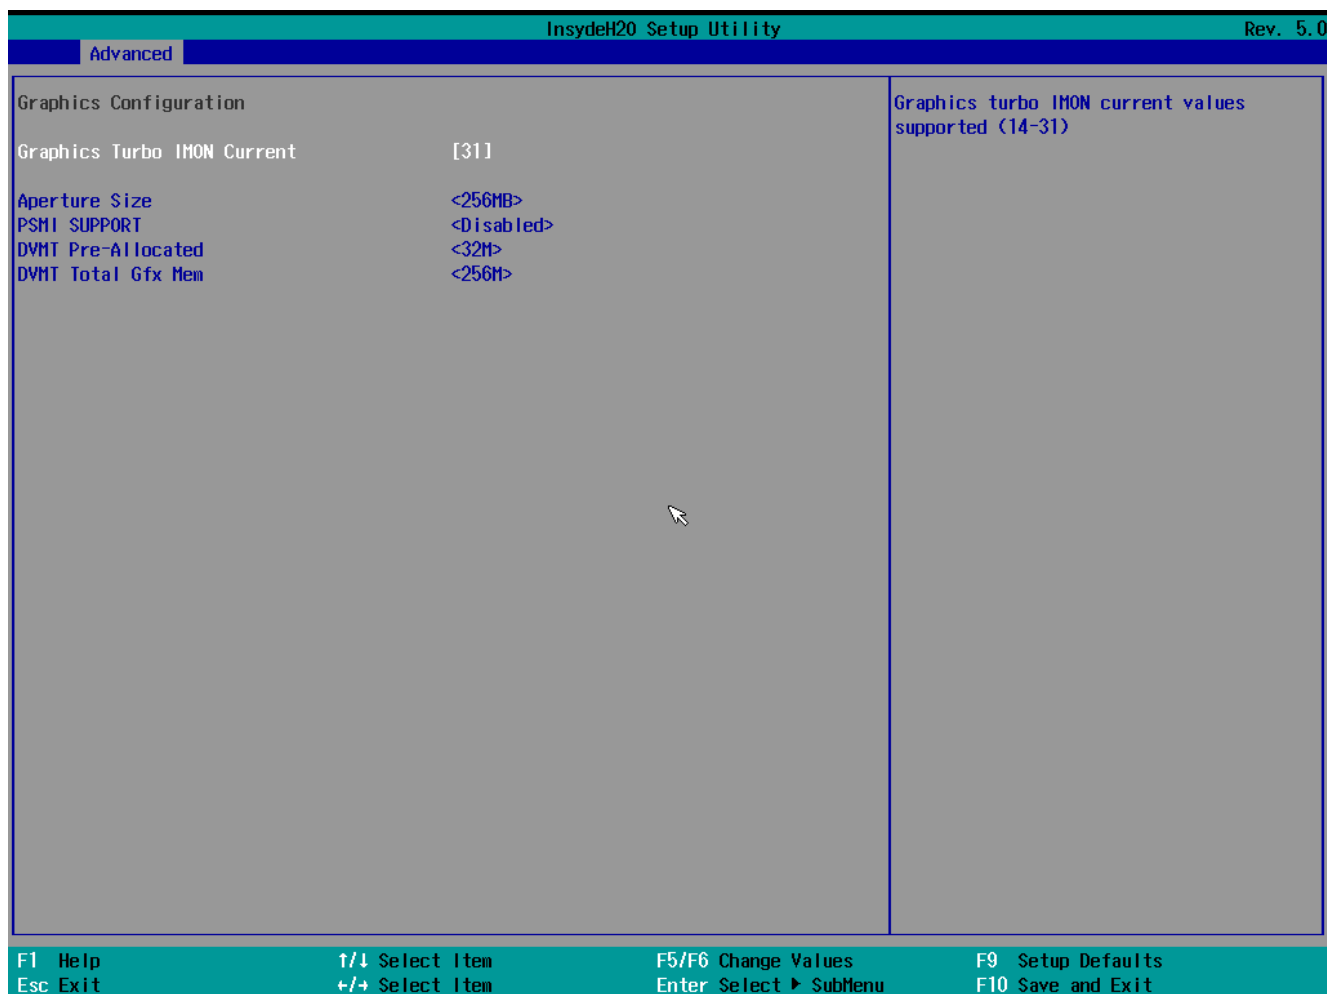 InsydeH20 Setup Utility Rev. 5.0
Advanced
Graphics Configuration
Graphics Turbo IMON Current [31]
Aperture Size <256MB>
PSMI SUPPORT <Disabled>
DVMT Pre-Allocated <32M>
DVMT Total Gfx Mem <256M>
Graphics turbo IMON current values
supported (14-31)
F1 Help ↑/↓ Select Item F5/F6 Change Values F9 Setup Defaults
Esc Exit ←/→ Select Item Enter Select ▶ SubMenu F10 Save and Exit